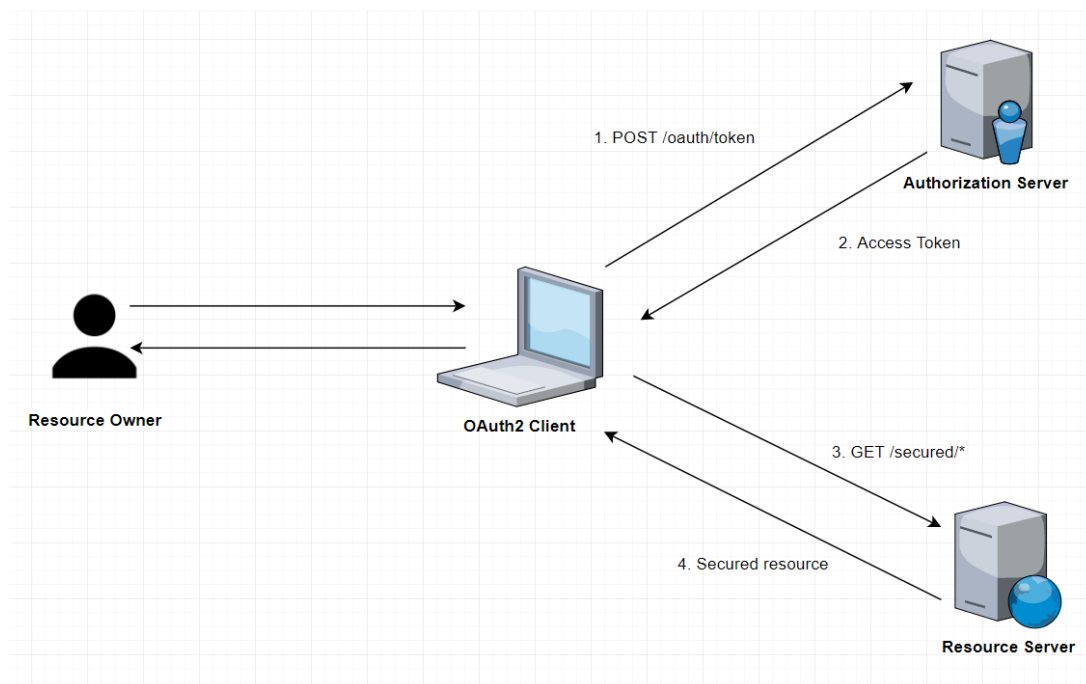 1. POST /oauth/token
Authorization Server
2. Access Token
Resource Owner
OAuth2 Client
3. GET /secured/*
4. Secured resource
Resource Server